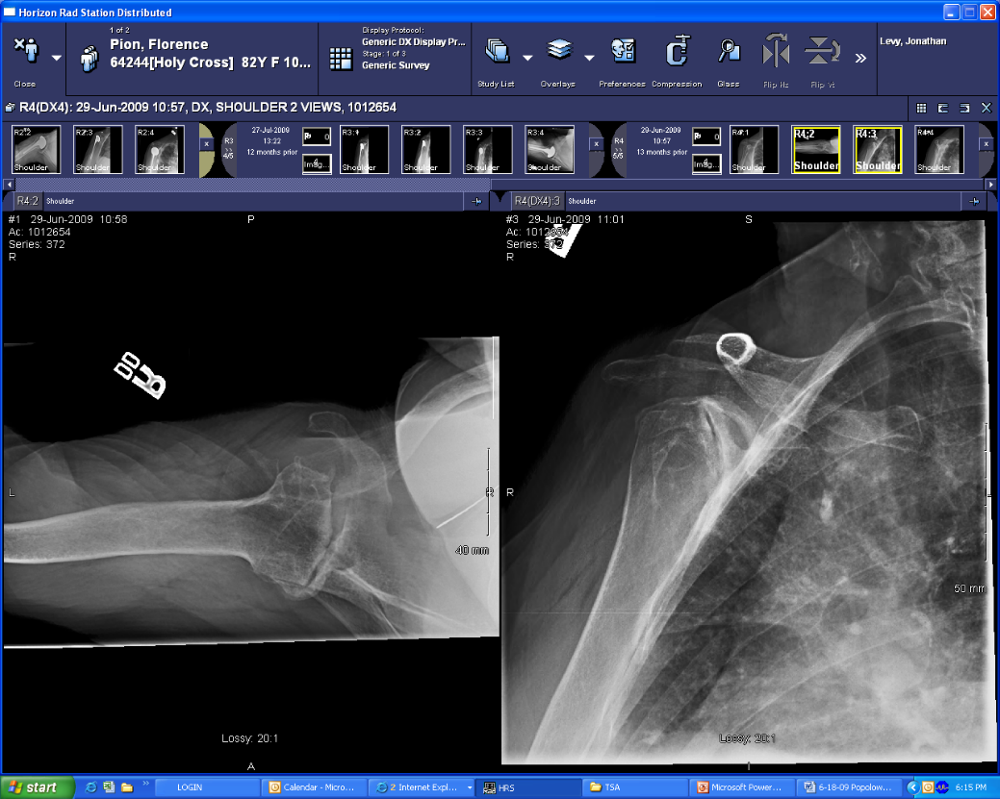 Horizon Rad Station Distributed
Close
1 of 2
Pion, Florence
64244[Holy Cross] 82Y F 10...
Display Protocol:
Generic DX Display Pr...
Stage: 1 of 3
Generic Survey
Study List
Overlays
Preferences
Compression
Glass
Flip Hz
Flip Vt
»
Levy, Jonathan
R4(DX4): 29-Jun-2009 10:57, DX, SHOULDER 2 VIEWS, 1012654
Shoulder
R2:3
Shoulder
R2:4
Shoulder
x
R3
>>
4/5
27-Jul-2009
13:22
12 months prior
0
Imag...
R3:1
Shoulder
R3:2
Shoulder
R3:3
Shoulder
R3:4
Shoulder
x
R4
>>
5/5
29-Jun-2009
10:57
13 months prior
0
Imag...
R4:1
Shoulder
R4:2
Shoulder
R4:3
Shoulder
R4:4
Shoulder
x
R4:2 Shoulder
R4(DX4):3 Shoulder
#1 29-Jun-2009 10:58
Ac: 1012654
Series: 372
R
P
L
R
40 mm
Lossy: 20:1
A
#3 29-Jun-2009 11:01
Ac: 1012654
Series: 372
R
S
R
L
50 mm
Lossy: 20:1
I
start
»
LOGIN
Calendar - Micro...
2 Internet Expl...
HRS
TSA
Microsoft Power...
6-18-09 Popolow...
6:15 PM